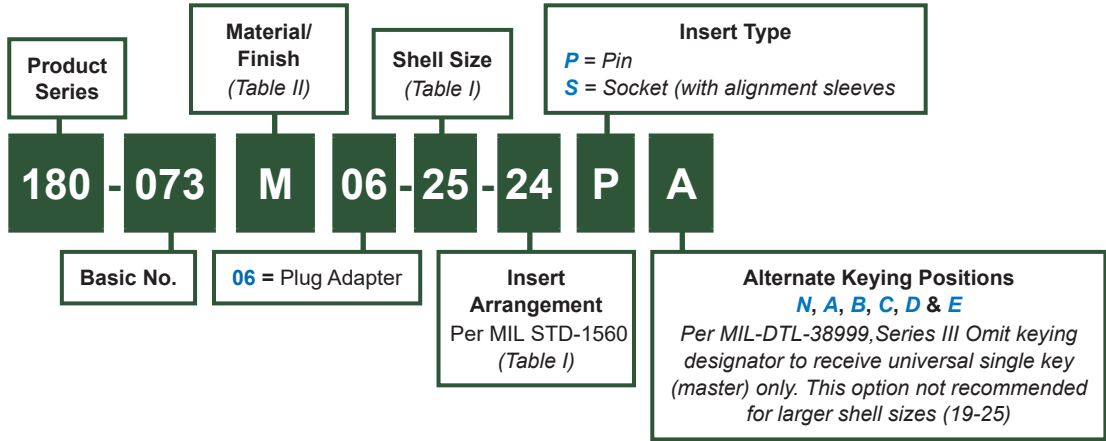 Product
Series
Material/
Finish
(Table II)
Shell Size
(Table I)
Insert Type
P = Pin
S = Socket (with alignment sleeves
180 - 073 M 06 - 25 - 24 P A
Basic No.
06 = Plug Adapter
Insert
Arrangement
Per MIL STD-1560
(Table I)
Alternate Keying Positions
N, A, B, C, D & E
Per MIL-DTL-38999,Series III Omit keying
designator to receive universal single key
(master) only. This option not recommended
for larger shell sizes (19-25)